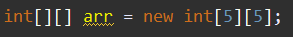 int[][] arr = new int[5][5];